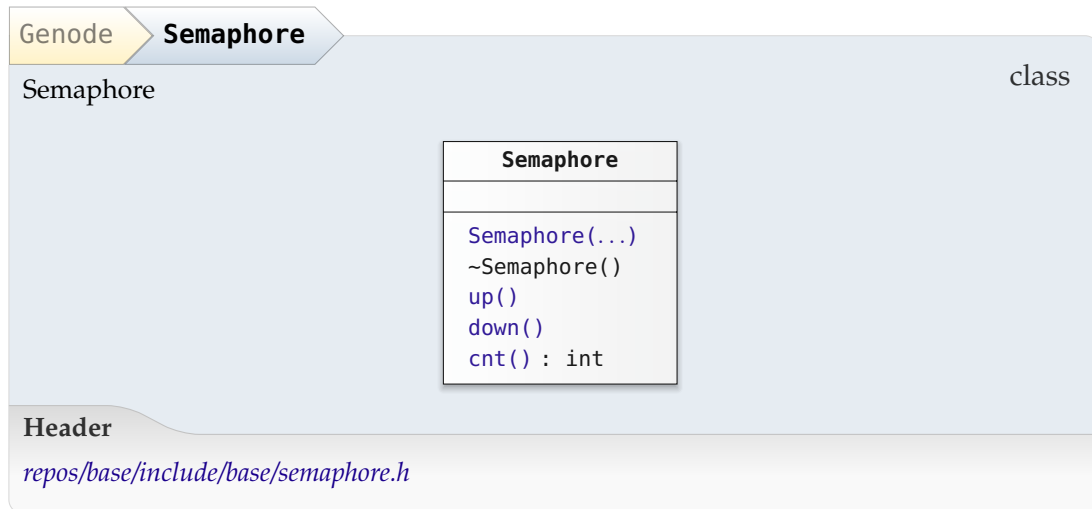 Genode Semaphore
class
Semaphore
Semaphore
Semaphore(...)
~Semaphore()
up()
down()
cnt() : int
Header
repos/base/include/base/semaphore.h